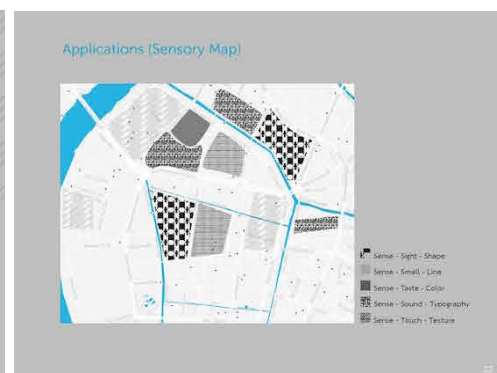 Applications (Sensory Map)
Sense - Sight - Shape
Sense - Smell - Line
Sense - Taste - Color
Sense - Sound - Typography
Sense - Touch - Texture